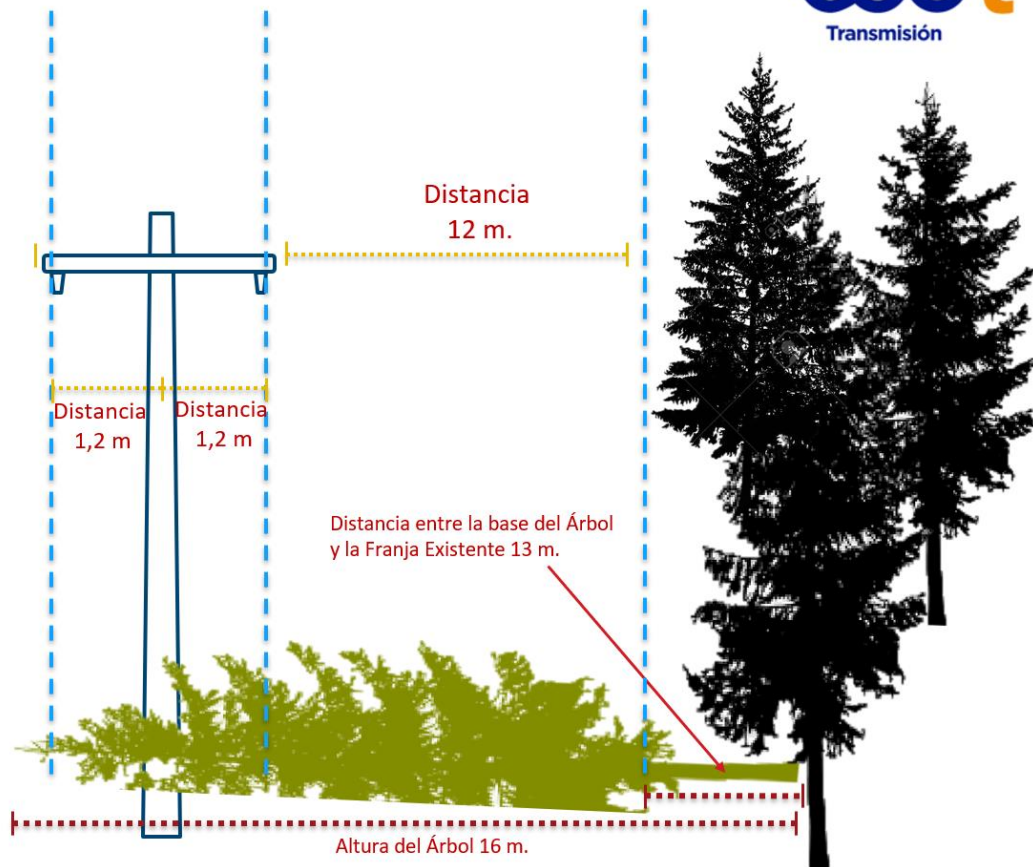 Transmisión
Distancia
12 m.
Distancia
1,2 m
Distancia
1,2 m
Distancia entre la base del Árbol
y la Franja Existente 13 m.
Altura del Árbol 16 m.